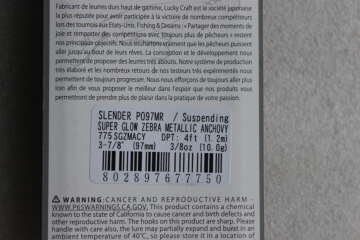 Fabricant de leurres durs haut de gamme, Lucky Craft est la société japonaise
la plus réputée pour avoir participé à la victoire de nombreux compétiteurs
lors des tournois aux Etats-Unis. Fishing & Dreams : « Partager des moments de
joie et remporter des compétitions avec toujours plus de pêcheurs » restent
nos principaux objectifs. Nous souhaitons vraiment que les pêcheurs puissent
aller jusqu'au bout de leurs rêves. La conception et le développement nous
permettent de toujours proposer des leurres attractifs. Notre système de production
très élaboré et les nombreux retours de nos testeurs très expérimentés nous
permettent de toujours progresser. Nous nous efforçons de toujours aller plus
loin afin de vous proposer le meilleur dans l'espoir que nos produits vous
permettront de prendre plus de plaisir dans la pratique de votre passion.
SLENDER PO97MR / Suspending
SUPER GLOW ZEBRA METALLIC ANCHOVY
775SGZMACY DPT: 4ft (1.2m)
3-7/8" (97mm) 3/8oz (10.0g)
802897677750
⚠ WARNING CANCER AND REPRODUCTIVE HARM –
WWW.P65WARNINGS.CA.GOV. This product contains a chemical
known to the state of California to cause cancer and birth defects and
other reproductive harm. The hooks on this product are sharp. Please
handle with care also, the lure may partially expand and burst in an
ambient temperature of 40°C, so please store it in a location of